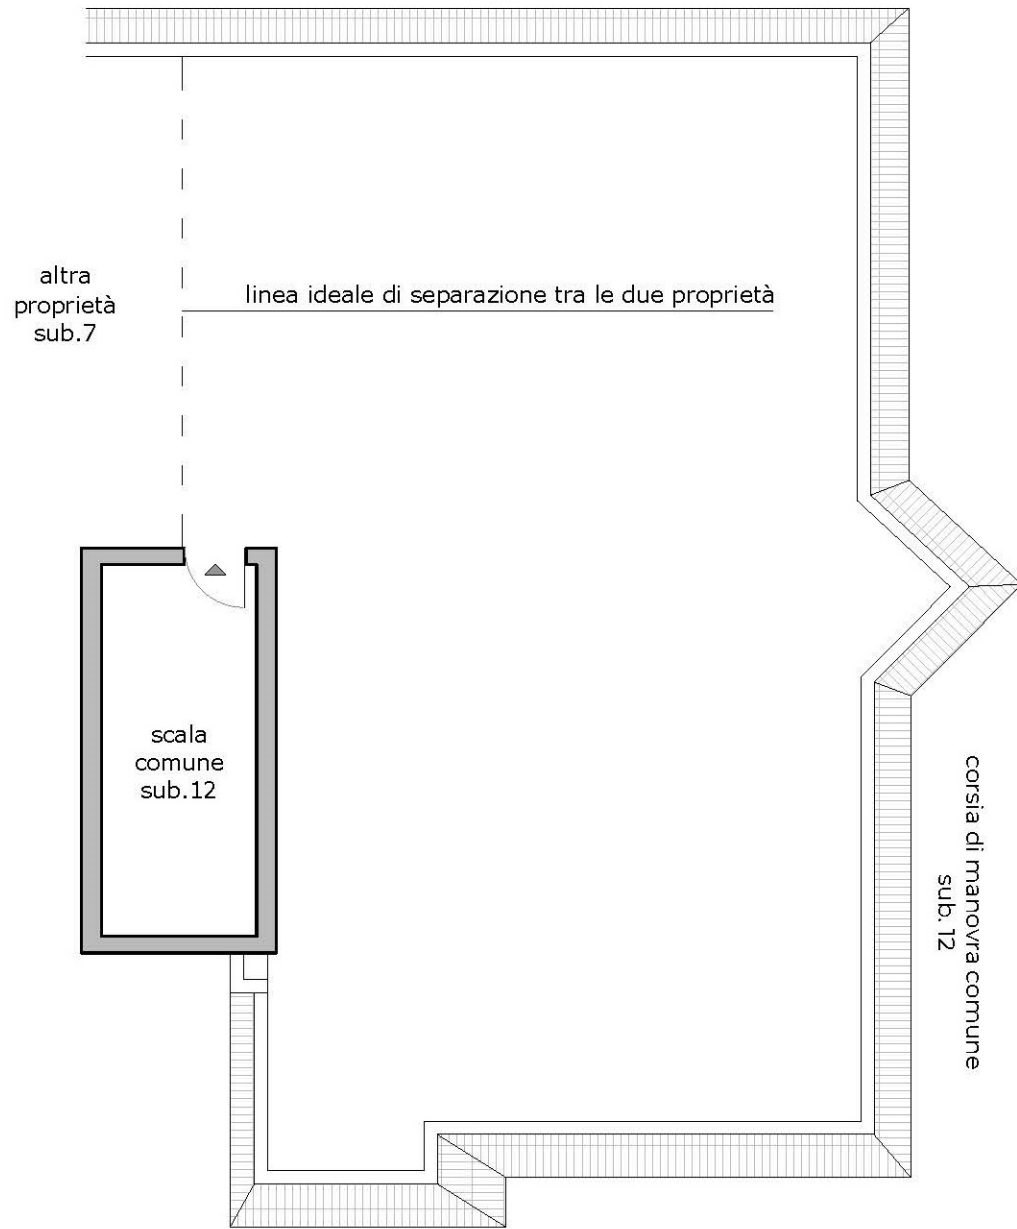 altra
proprietà
sub.7
linea ideale di separazione tra le due proprietà
scala
comune
sub.12
corsia di manovra comune
sub.12